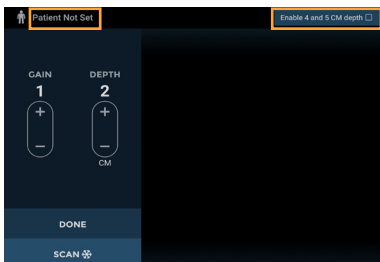 Patient Not Set
Enable 4 and 5 CM depth
GAIN
DEPTH
1
2
+
+
–
–
CM
DONE
SCAN